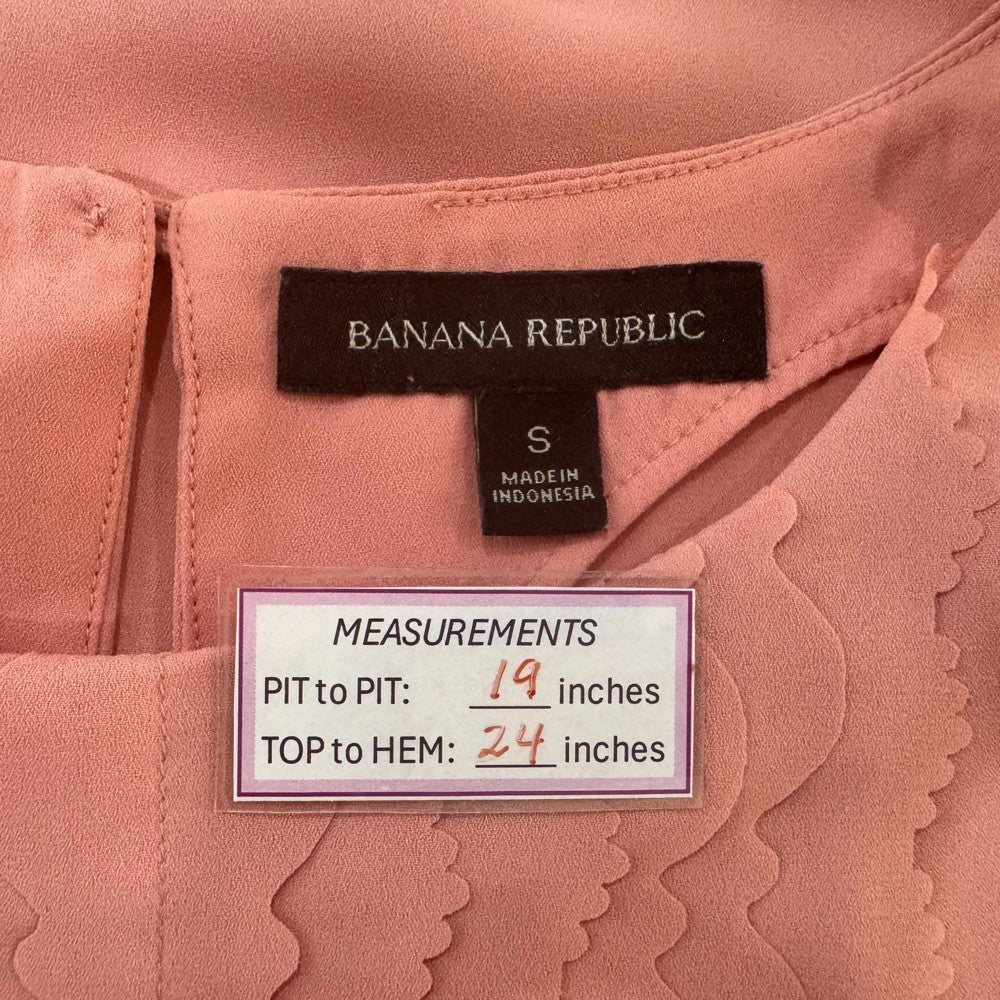 BANANA REPUBLIC
S
MADE IN
INDONESIA
MEASUREMENTS
PIT to PIT: 19 inches
TOP to HEM: 24 inches